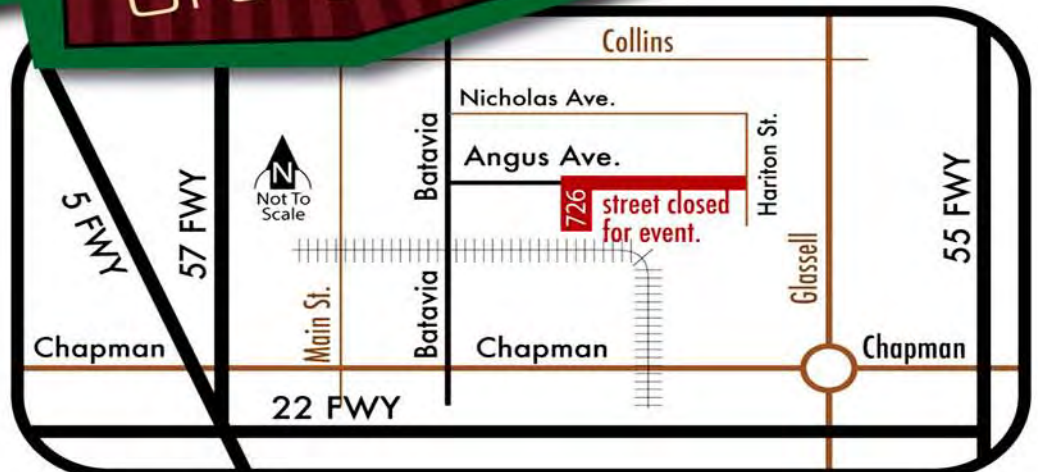 Collins
Nicholas Ave.
Batavia
Angus Ave.
Hariton St.
N
Not To
Scale
726
street closed
for event.
5 FWY
57 FWY
55 FWY
Glassell
Main St.
Batavia
Chapman
Chapman
Chapman
22 FWY